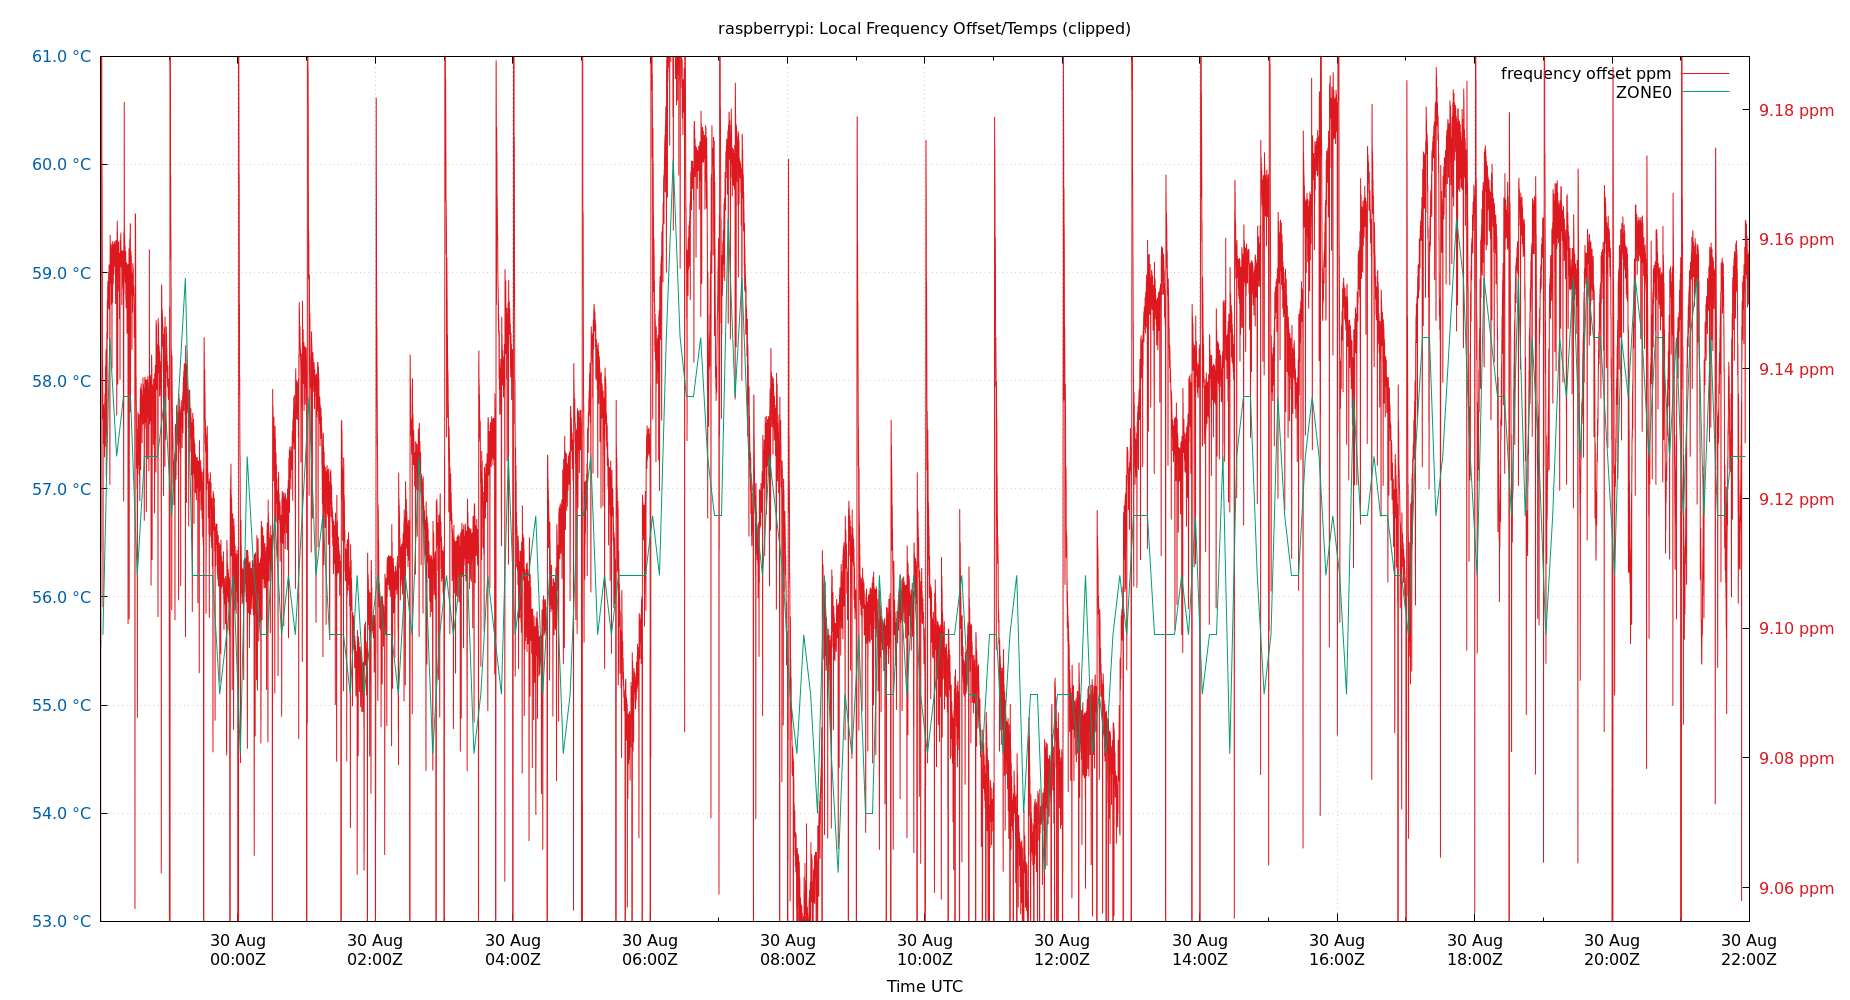 raspberrypi: Local Frequency Offset/Temps (clipped)
61.0 °C
60.0 °C
59.0 °C
58.0 °C
57.0 °C
56.0 °C
55.0 °C
54.0 °C
53.0 °C
frequency offset ppm
ZONE0
9.18 ppm
9.16 ppm
9.14 ppm
9.12 ppm
9.10 ppm
9.08 ppm
9.06 ppm
30 Aug 30 Aug 30 Aug 30 Aug 30 Aug 30 Aug 30 Aug 30 Aug 30 Aug 30 Aug 30 Aug 30 Aug
00:00Z 02:00Z 04:00Z 06:00Z 08:00Z 10:00Z 12:00Z 14:00Z 16:00Z 18:00Z 20:00Z 22:00Z
Time UTC